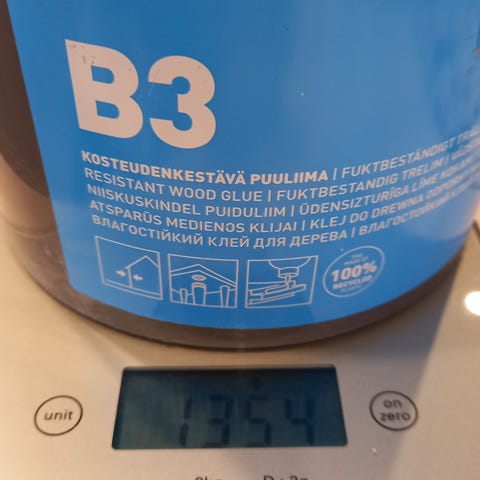 B3
KOSTEUDENKESTÄVÄ PUULIIMA | FUKTBESTÄNDIGT
RESISTANT WOOD GLUE | FUKTBESTANDIG TRELIM |
NIISKUSKINDEL PUIDULIIM | ŪDENSIZTURĪGA LĪME
ATSPARŪS MEDIENOS KLIJAI | KLEJ DO DREWNA
ВЛАГОСТІЙКИЙ КЛЕЙ ДЛЯ ДЕРЕВА | ВЛАГОСТОЙКИЙ
100%
RECYCLED
unit
1354
on
zero